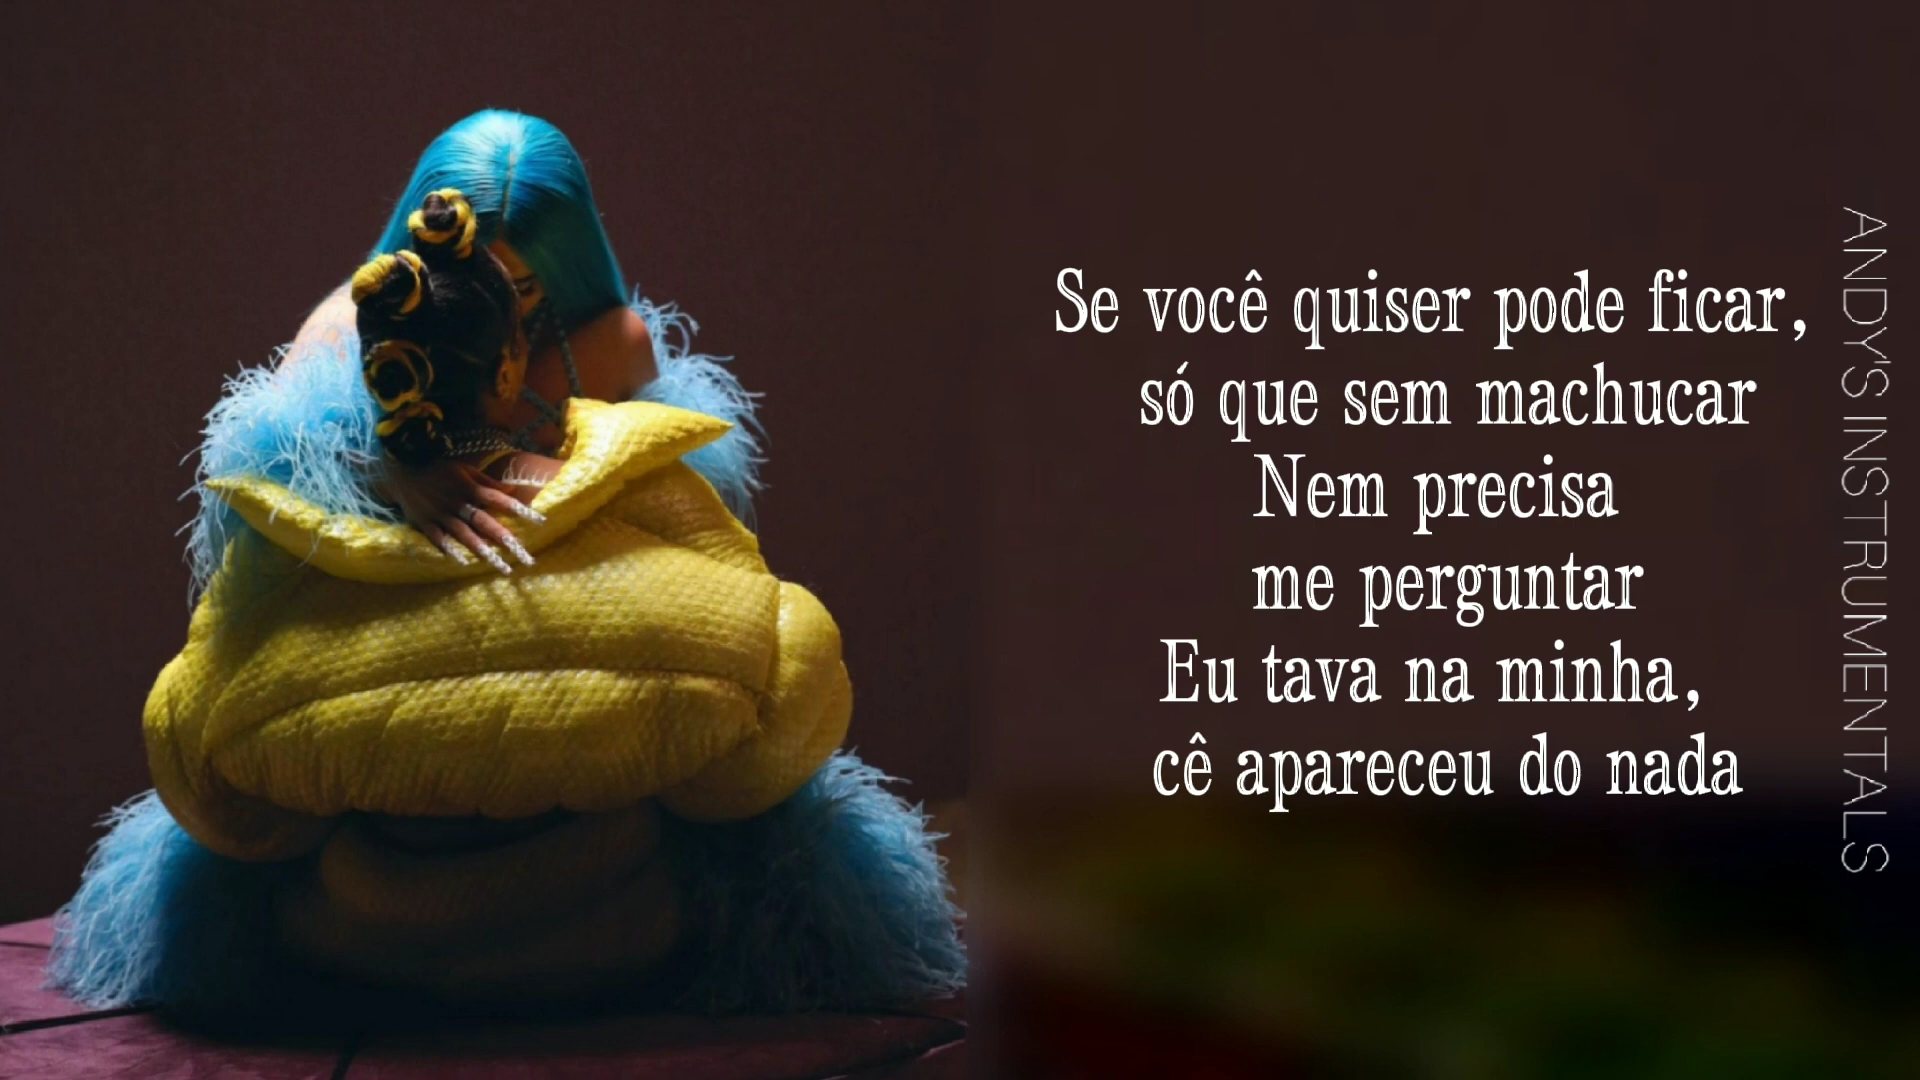 Se você quiser pode ficar,
só que sem machucar
Nem precisa
me perguntar
Eu tava na minha,
cê apareceu do nada
ANDY'S INSTRUMENTALS